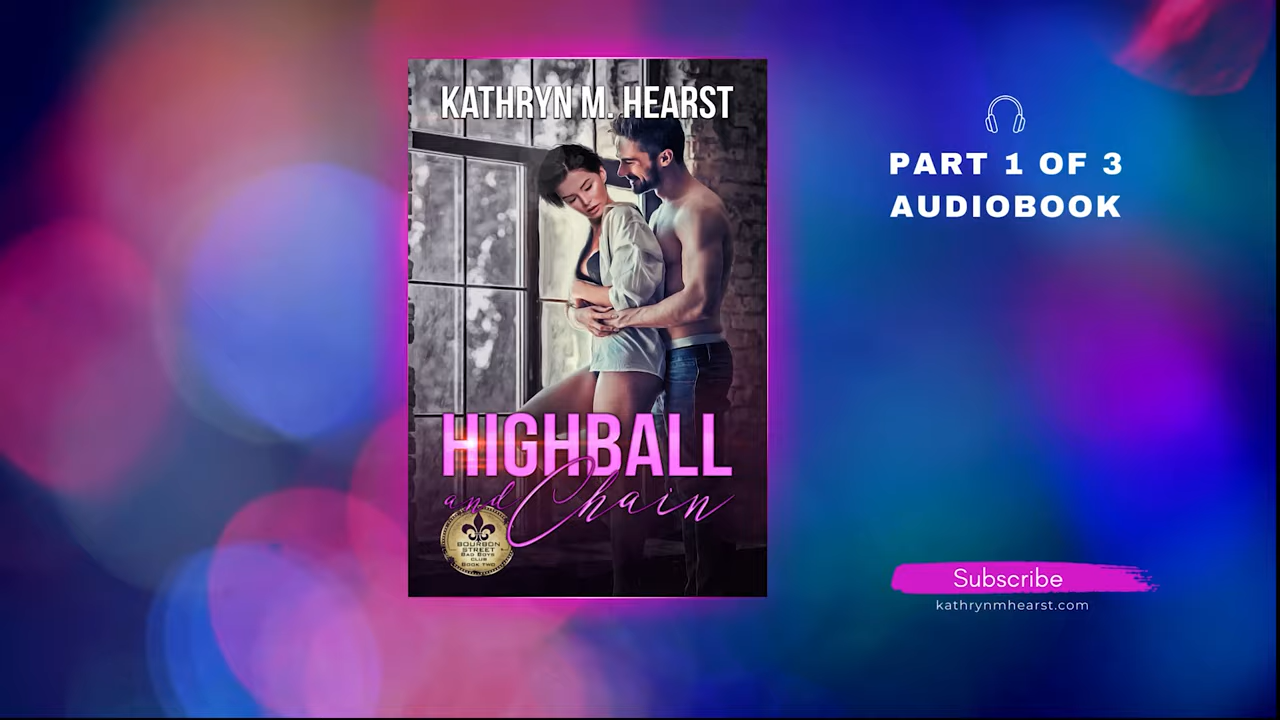 KATHRYN M. HEARST
HIGHBALL
and Chain
BOURBON
STREET
BAD BOYS
CLUB
BOOK TWO
PART 1 OF 3
AUDIOBOOK
Subscribe
kathrynmhearst.com